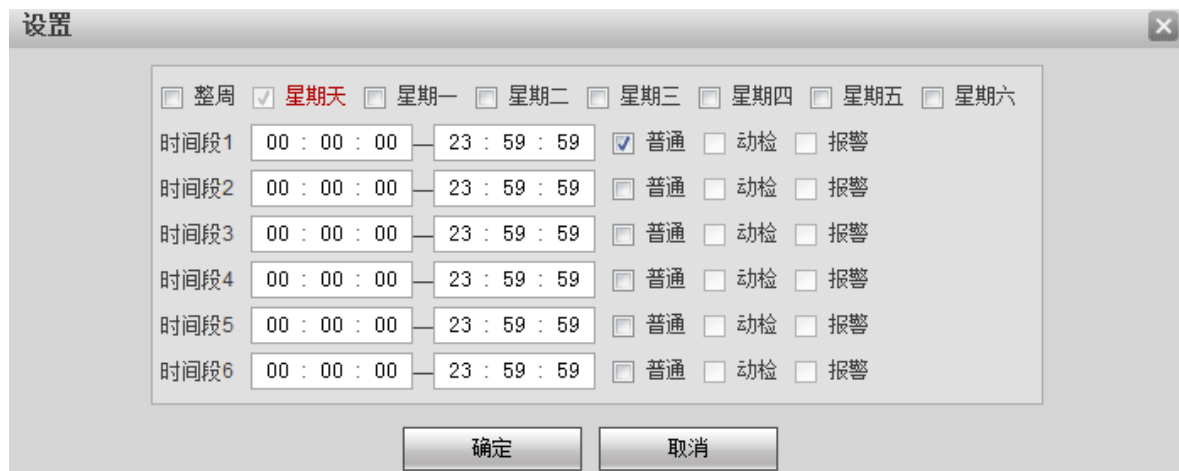 设置
整周 星期天 星期一 星期二 星期三 星期四 星期五 星期六
时间段1 00 : 00 : 00 — 23 : 59 : 59 普通 动检 报警
时间段2 00 : 00 : 00 — 23 : 59 : 59 普通 动检 报警
时间段3 00 : 00 : 00 — 23 : 59 : 59 普通 动检 报警
时间段4 00 : 00 : 00 — 23 : 59 : 59 普通 动检 报警
时间段5 00 : 00 : 00 — 23 : 59 : 59 普通 动检 报警
时间段6 00 : 00 : 00 — 23 : 59 : 59 普通 动检 报警
确定 取消